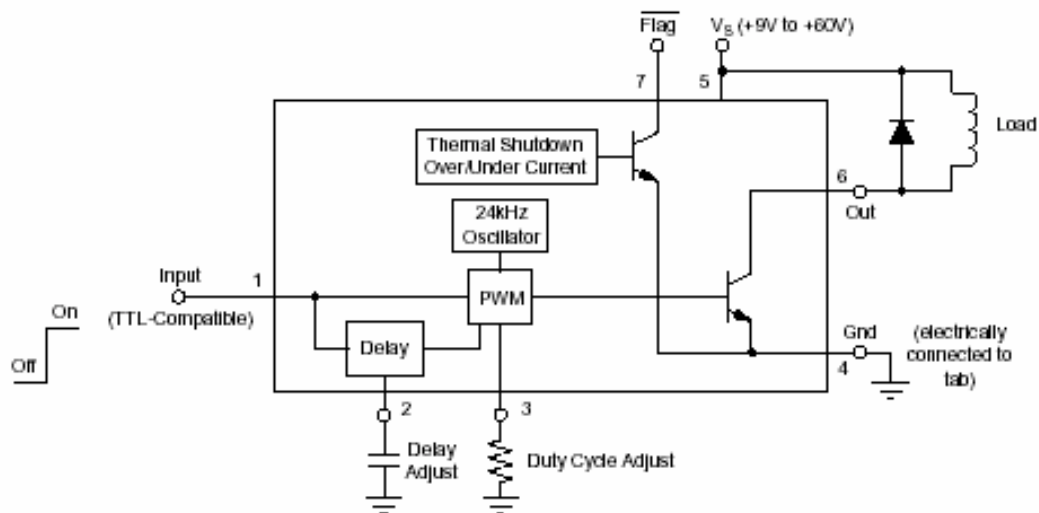 Flag
VS (+9V to +60V)
7
5
Thermal Shutdown
Over/Under Current
Load
6
Out
24kHz
Oscillator
Input
1
(TTL-Compatible)
On
Off
PWM
Delay
Gnd
4
(electrically
connected to
tab)
2
3
Delay
Adjust
Duty Cycle Adjust